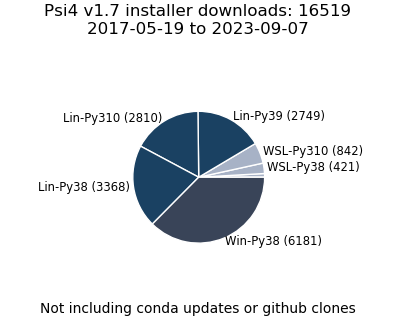 Psi4 v1.7 installer downloads: 16519
2017-05-19 to 2023-09-07
Lin-Py310 (2810)
Lin-Py39 (2749)
WSL-Py310 (842)
WSL-Py38 (421)
Lin-Py38 (3368)
Win-Py38 (6181)
Not including conda updates or github clones